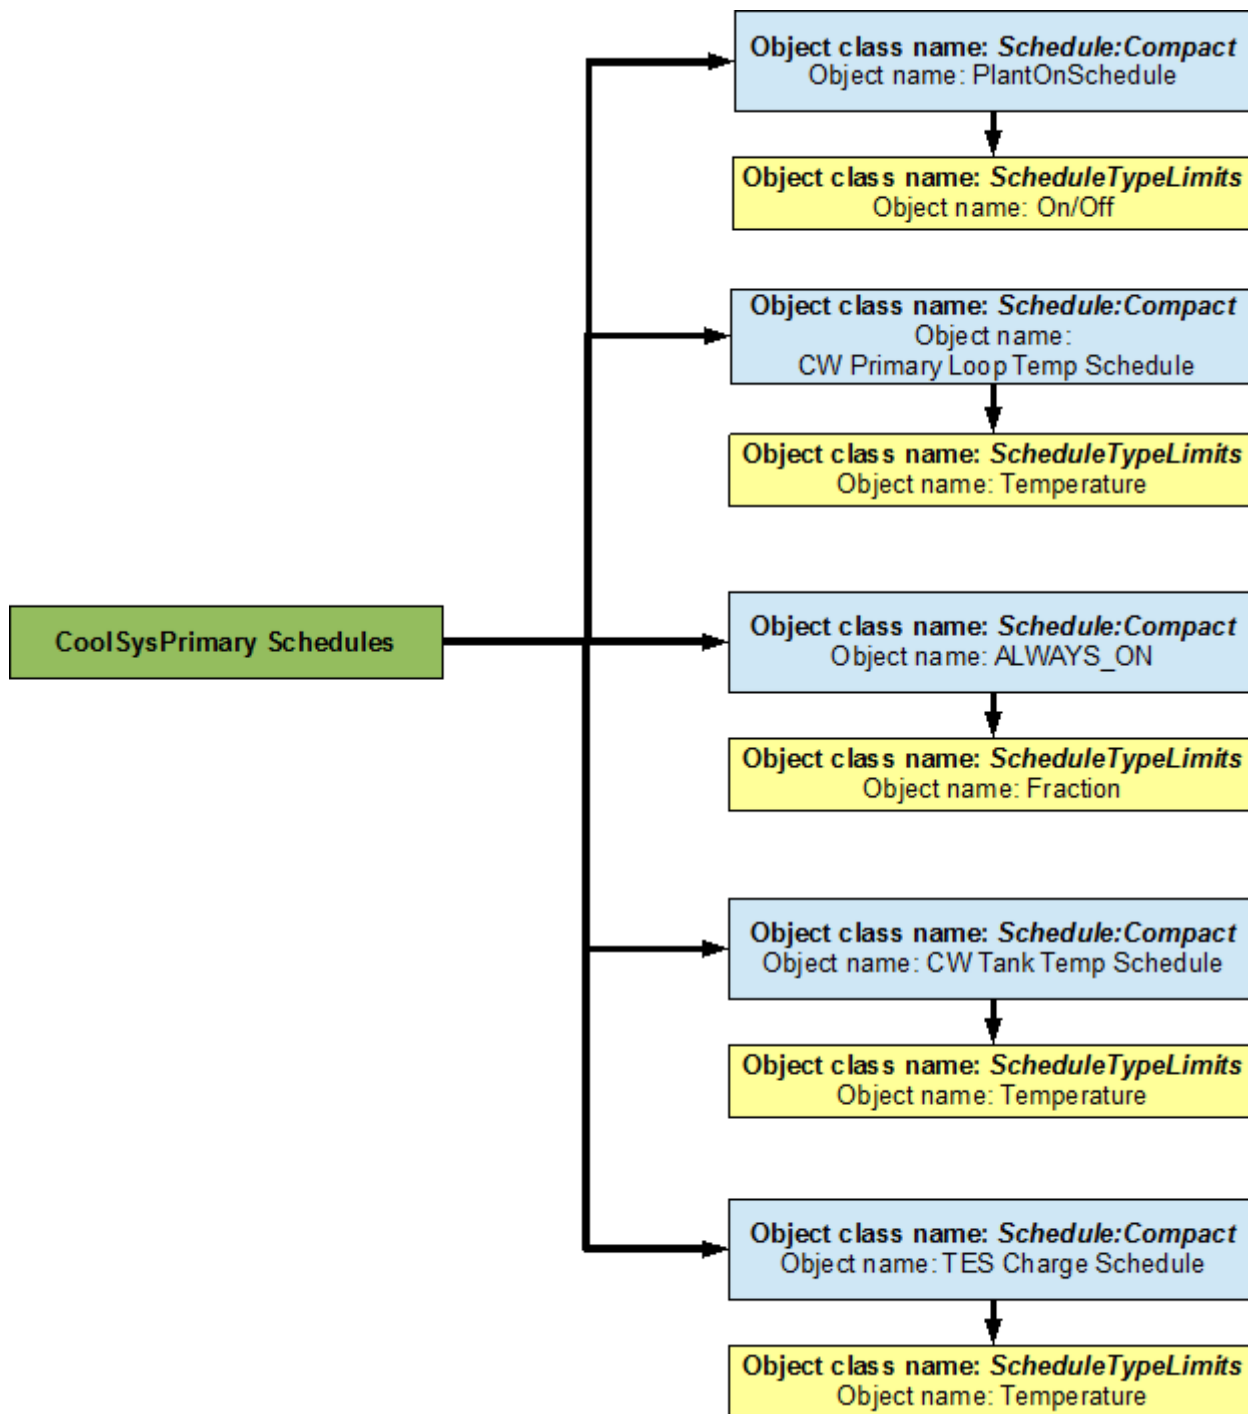 Object class name: Schedule:Compact
Object name: PlantOnSchedule
Object class name: ScheduleTypeLimits
Object name: On/Off
Object class name: Schedule:Compact
Object name:
CW Primary Loop Temp Schedule
Object class name: ScheduleTypeLimits
Object name: Temperature
CoolSysPrimary Schedules
Object class name: Schedule:Compact
Object name: ALWAYS_ON
Object class name: ScheduleTypeLimits
Object name: Fraction
Object class name: Schedule:Compact
Object name: CW Tank Temp Schedule
Object class name: ScheduleTypeLimits
Object name: Temperature
Object class name: Schedule:Compact
Object name: TES Charge Schedule
Object class name: ScheduleTypeLimits
Object name: Temperature